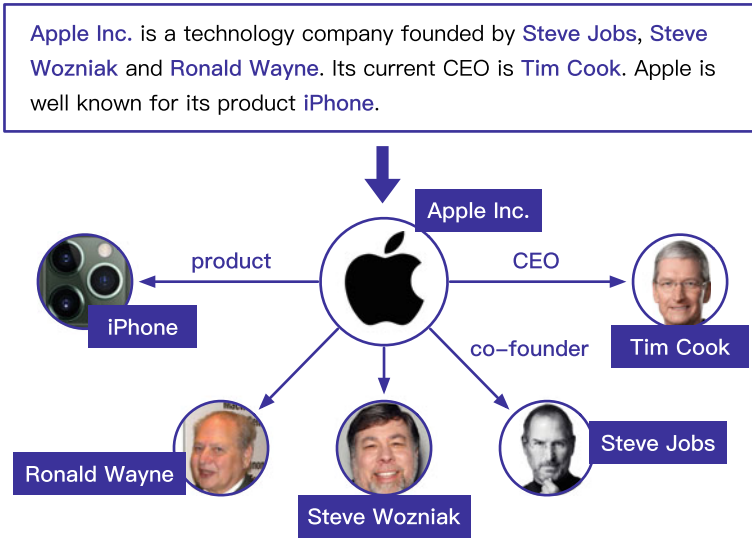 Apple Inc. is a technology company founded by Steve Jobs, Steve
Wozniak and Ronald Wayne. Its current CEO is Tim Cook. Apple is
well known for its product iPhone.
Apple Inc.
product
CEO
iPhone
co-founder
Tim Cook
Steve Jobs
Ronald Wayne
Steve Wozniak